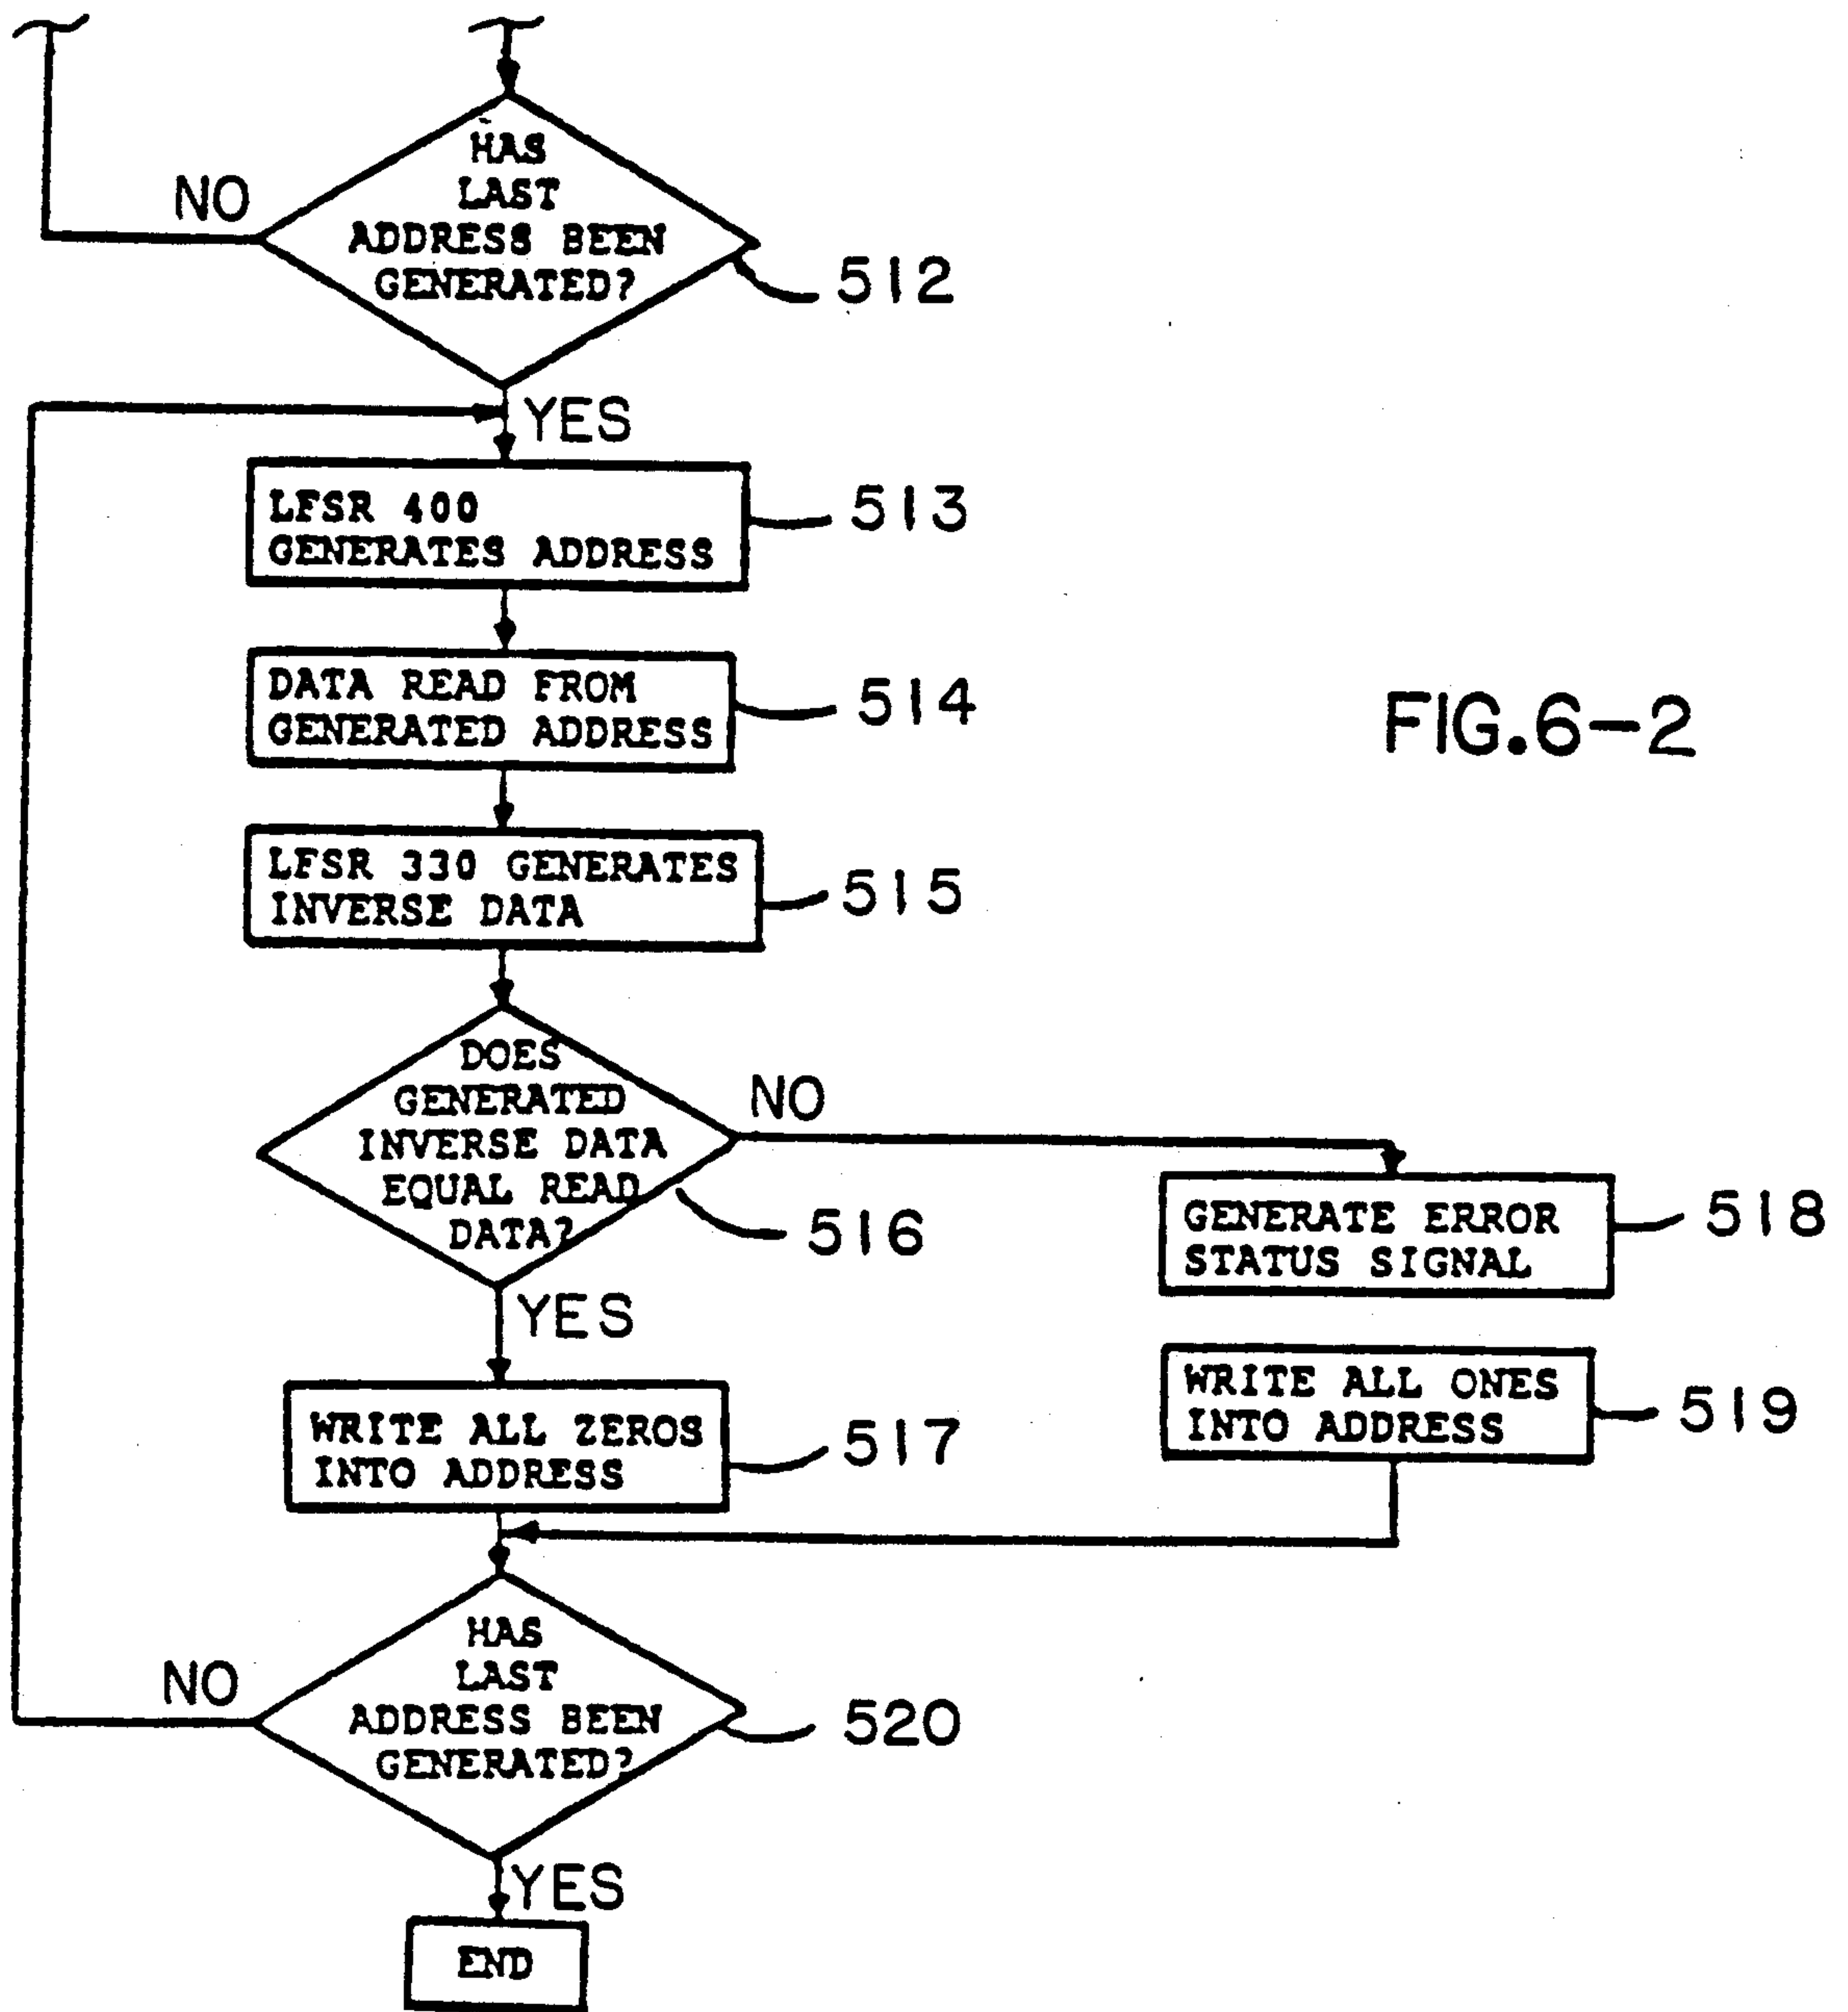 HAS
LAST
ADDRESS BEEN
GENERATED?
NO
512
YES
LFSR 400
GENERATES ADDRESS
513
DATA READ FROM
GENERATED ADDRESS
514
FIG.6-2
LFSR 330 GENERATES
INVERSE DATA
515
DOES
GENERATED
INVERSE DATA
EQUAL READ
DATA?
NO
516
GENERATE ERROR
STATUS SIGNAL
518
YES
WRITE ALL ZEROS
INTO ADDRESS
517
WRITE ALL ONES
INTO ADDRESS
519
HAS
LAST
ADDRESS BEEN
GENERATED?
NO
520
YES
END